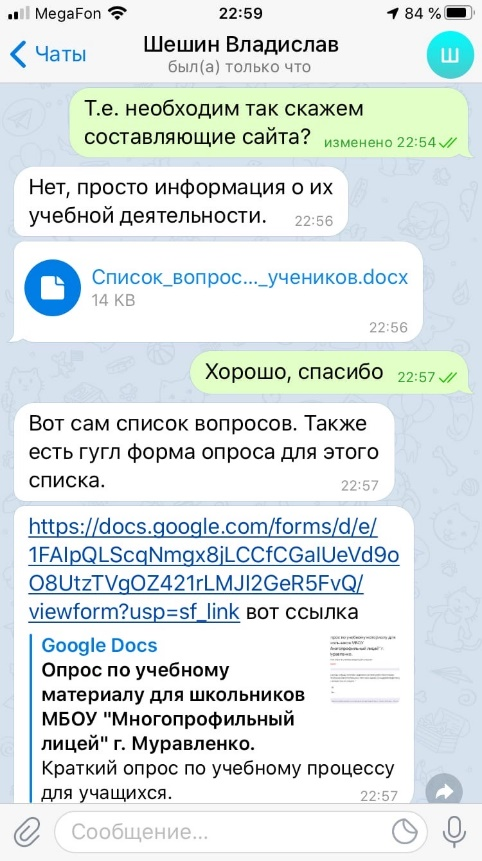 MegaFon 22:59 84 %
Чаты
Шешин Владислав
был(а) только что
Ш
Т.е. необходим так скажем
составляющие сайта? изменено 22:54
Нет, просто информация о их
учебной деятельности. 22:56
Список_вопрос..._учеников.docx
14 KB
22:56
Хорошо, спасибо 22:57
Вот сам список вопросов. Также
есть гугл форма опроса для этого
списка. 22:57
https://docs.google.com/forms/d/e/
1FAIpQLScqNmgx8jLCCfCGaIUeVd9o
O8UtzTVgOZ421rLMJI2GeR5FvQ/
viewform?usp=sf_link вот ссылка
Google Docs
Опрос по учебному
материалу для школьников
МБОУ "Многопрофильный
лицей" г. Муравленко.
Краткий опрос по учебному процессу
для учащихся. 22:57
Сообщение...